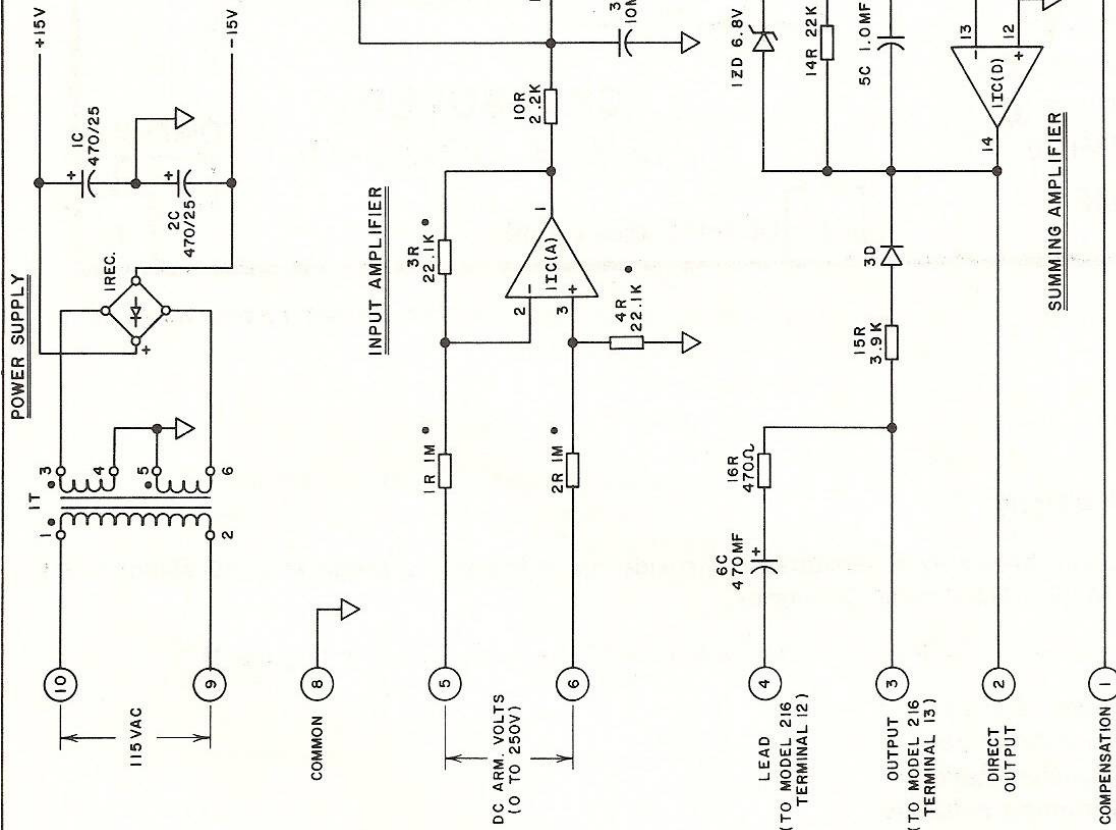 POWER SUPPLY
+15V
-15V
1C
470/25
2C
470/25
1REC.
+
+
+
1T
1
2
3
4
5
6
10
9
115 VAC
COMMON
8
INPUT AMPLIFIER
3R
22.1K
1IC(A)
1
2
3
-
+
4R
22.1K
10R
2.2K
1R 1M
2R 1M
5
6
DC ARM. VOLTS
(0 TO 250V)
1ZD 6.8V
14R 22K
5C 1.0MF
13
12
-
+
1IC(D)
14
SUMMING AMPLIFIER
3D
15R
3.9K
16R
470Ω
6C
470MF
+
4
LEAD
(TO MODEL 216
TERMINAL 12)
3
OUTPUT
(TO MODEL 216
TERMINAL 13)
2
DIRECT
OUTPUT
1
COMPENSATION